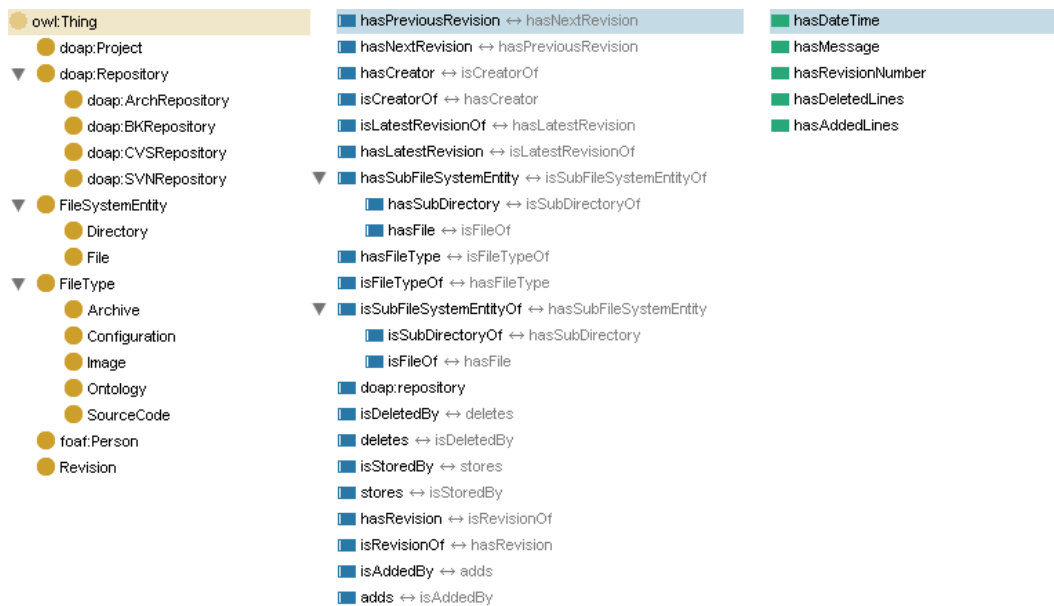 owl:Thing
doap:Project
doap:Repository
doap:ArchRepository
doap:BKRepository
doap:CVSRepository
doap:SVNRepository
FileSystemEntity
Directory
File
FileType
Archive
Configuration
Image
Ontology
SourceCode
foaf:Person
Revision
hasPreviousRevision ↔ hasNextRevision
hasNextRevision ↔ hasPreviousRevision
hasCreator ↔ isCreatorOf
isCreatorOf ↔ hasCreator
isLatestRevisionOf ↔ hasLatestRevision
hasLatestRevision ↔ isLatestRevisionOf
hasSubFileSystemEntity ↔ isSubFileSystemEntityOf
hasSubDirectory ↔ isSubDirectoryOf
hasFile ↔ isFileOf
hasFileType ↔ isFileTypeOf
isFileTypeOf ↔ hasFileType
isSubFileSystemEntityOf ↔ hasSubFileSystemEntity
isSubDirectoryOf ↔ hasSubDirectory
isFileOf ↔ hasFile
doap:repository
isDeletedBy ↔ deletes
deletes ↔ isDeletedBy
isStoredBy ↔ stores
stores ↔ isStoredBy
hasRevision ↔ isRevisionOf
isRevisionOf ↔ hasRevision
isAddedBy ↔ adds
adds ↔ isAddedBy
hasDateTime
hasMessage
hasRevisionNumber
hasDeletedLines
hasAddedLines